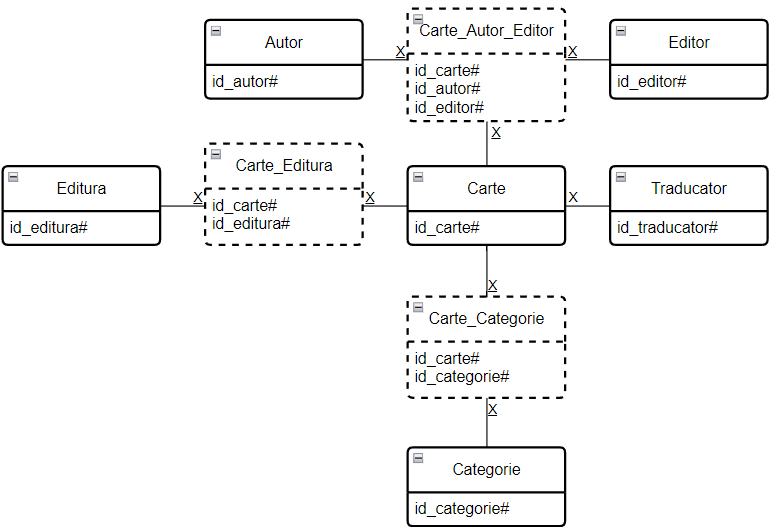 Autor
id_autor#
X
Carte_Autor_Editor
id_carte#
id_autor#
id_editor#
X
Editor
id_editor#
X
Editura
id_editura#
X
Carte_Editura
id_carte#
id_editura#
X
Carte
id_carte#
X
Traducator
id_traducator#
X
Carte_Categorie
id_carte#
id_categorie#
X
Categorie
id_categorie#